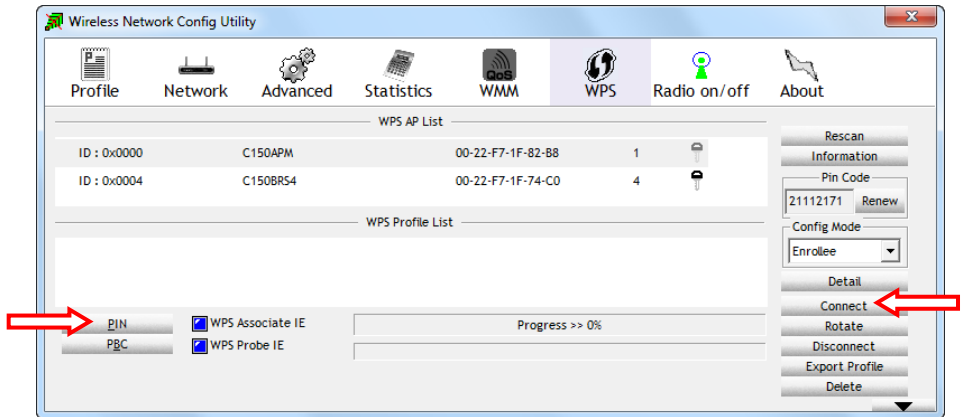 Wireless Network Config Utility
Profile Network Advanced Statistics QoS WMM WPS Radio on/off About
WPS AP List
ID : 0x0000 C150APM 00-22-F7-1F-82-B8 1
ID : 0x0004 C150BRS4 00-22-F7-1F-74-C0 4
WPS Profile List
PIN WPS Associate IE Progress >> 0%
PBC WPS Probe IE
Rescan
Information
Pin Code
21112171 Renew
Config Mode
Enrollee
Detail
Connect
Rotate
Disconnect
Export Profile
Delete